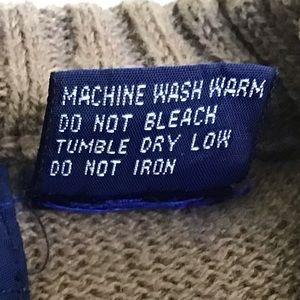 MACHINE WASH WARM
DO NOT BLEACH
TUMBLE DRY LOW
DO NOT IRON